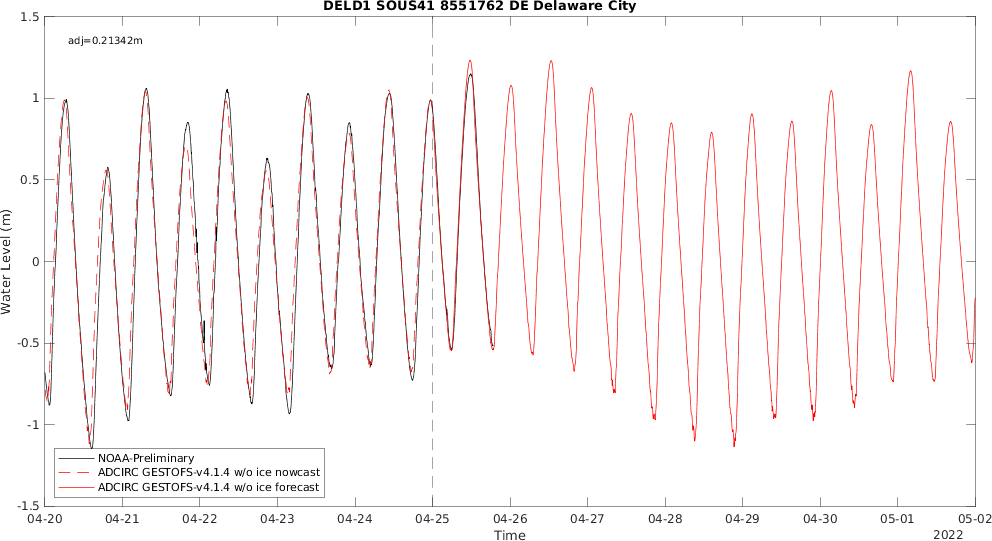 DELD1 SOUS41 8551762 DE Delaware City
adj=0.21342m
1.5
1
0.5
0
-0.5
-1
-1.5
Water Level (m)
NOAA-Preliminary
ADCIRC GESTOFS-v4.1.4 w/o ice nowcast
ADCIRC GESTOFS-v4.1.4 w/o ice forecast
04-20 04-21 04-22 04-23 04-24 04-25 04-26 04-27 04-28 04-29 04-30 05-01 05-02
Time
2022